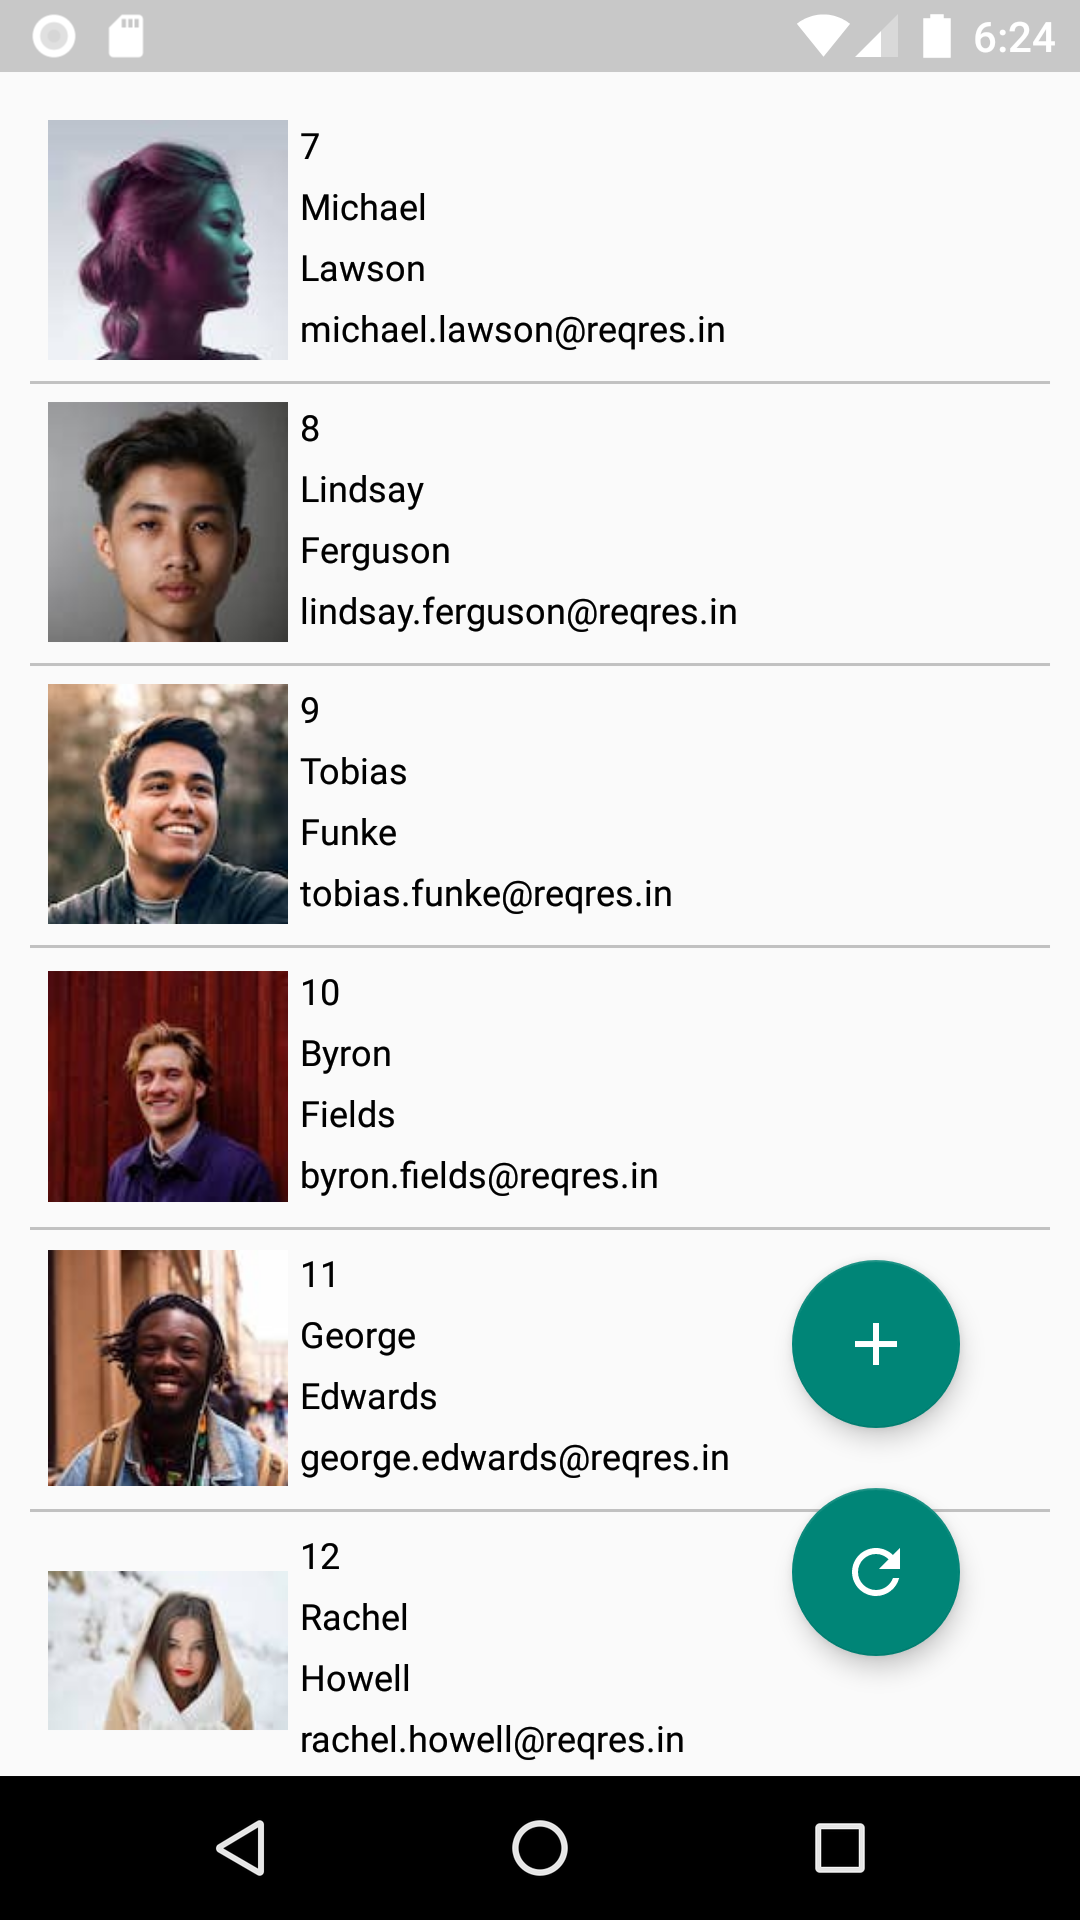 6:24
7
Michael
Lawson
michael.lawson@reqres.in
8
Lindsay
Ferguson
lindsay.ferguson@reqres.in
9
Tobias
Funke
tobias.funke@reqres.in
10
Byron
Fields
byron.fields@reqres.in
11
George
Edwards
george.edwards@reqres.in
12
Rachel
Howell
rachel.howell@reqres.in